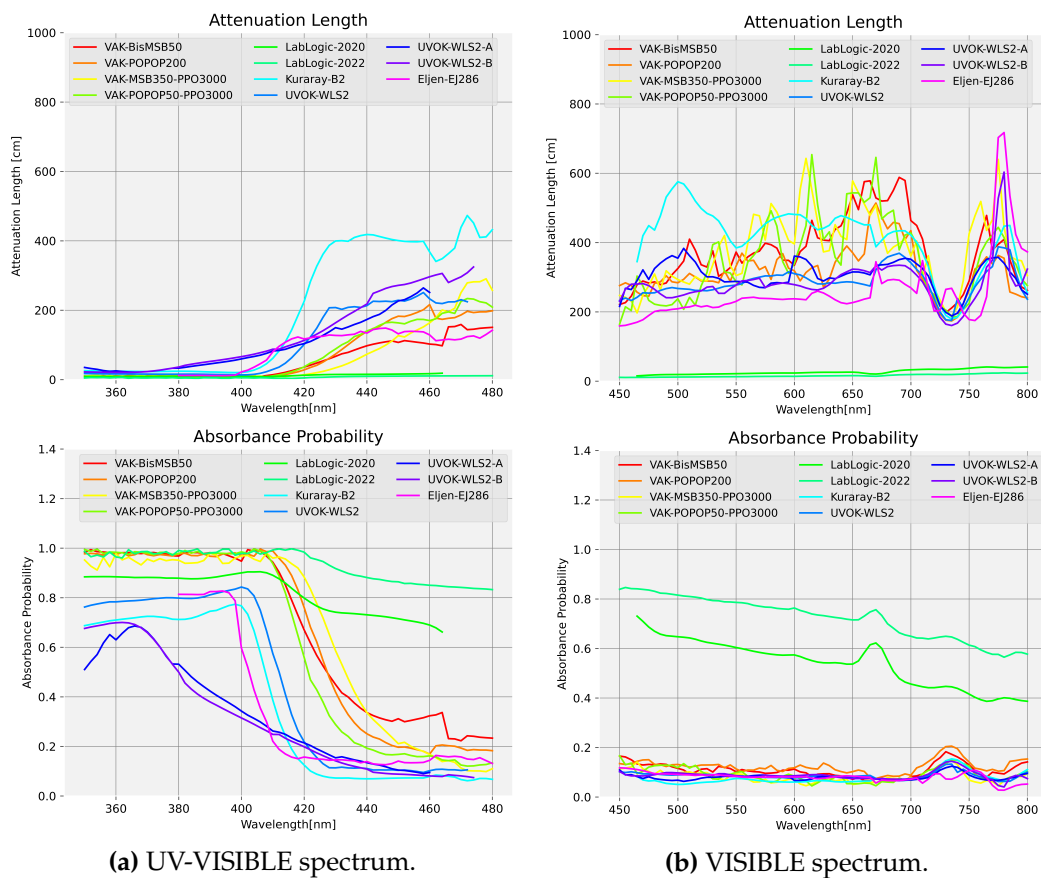 Attenuation Length
1000
800
600
400
200
0
Attenuation Length [cm]
VAK-BisMSB50
VAK-POPOP200
VAK-MSB350-PPO3000
VAK-POPOP50-PPO3000
LabLogic-2020
LabLogic-2022
Kuraray-B2
UVOK-WLS2
UVOK-WLS2-A
UVOK-WLS2-B
Eljen-EJ286
360 380 400 420 440 460 480
Wavelength[nm]
Attenuation Length
1000
800
600
400
200
0
Attenuation Length [cm]
VAK-BisMSB50
VAK-POPOP200
VAK-MSB350-PPO3000
VAK-POPOP50-PPO3000
LabLogic-2020
LabLogic-2022
Kuraray-B2
UVOK-WLS2
UVOK-WLS2-A
UVOK-WLS2-B
Eljen-EJ286
450 500 550 600 650 700 750 800
Wavelength[nm]
Absorbance Probability
1.4
1.2
1.0
0.8
0.6
0.4
0.2
0.0
Absorbance Probability
VAK-BisMSB50
VAK-POPOP200
VAK-MSB350-PPO3000
VAK-POPOP50-PPO3000
LabLogic-2020
LabLogic-2022
Kuraray-B2
UVOK-WLS2
UVOK-WLS2-A
UVOK-WLS2-B
Eljen-EJ286
360 380 400 420 440 460 480
Wavelength[nm]
Absorbance Probability
1.4
1.2
1.0
0.8
0.6
0.4
0.2
0.0
Absorbance Probability
VAK-BisMSB50
VAK-POPOP200
VAK-MSB350-PPO3000
VAK-POPOP50-PPO3000
LabLogic-2020
LabLogic-2022
Kuraray-B2
UVOK-WLS2
UVOK-WLS2-A
UVOK-WLS2-B
Eljen-EJ286
450 500 550 600 650 700 750 800
Wavelength[nm]
(a) UV-VISIBLE spectrum.
(b) VISIBLE spectrum.